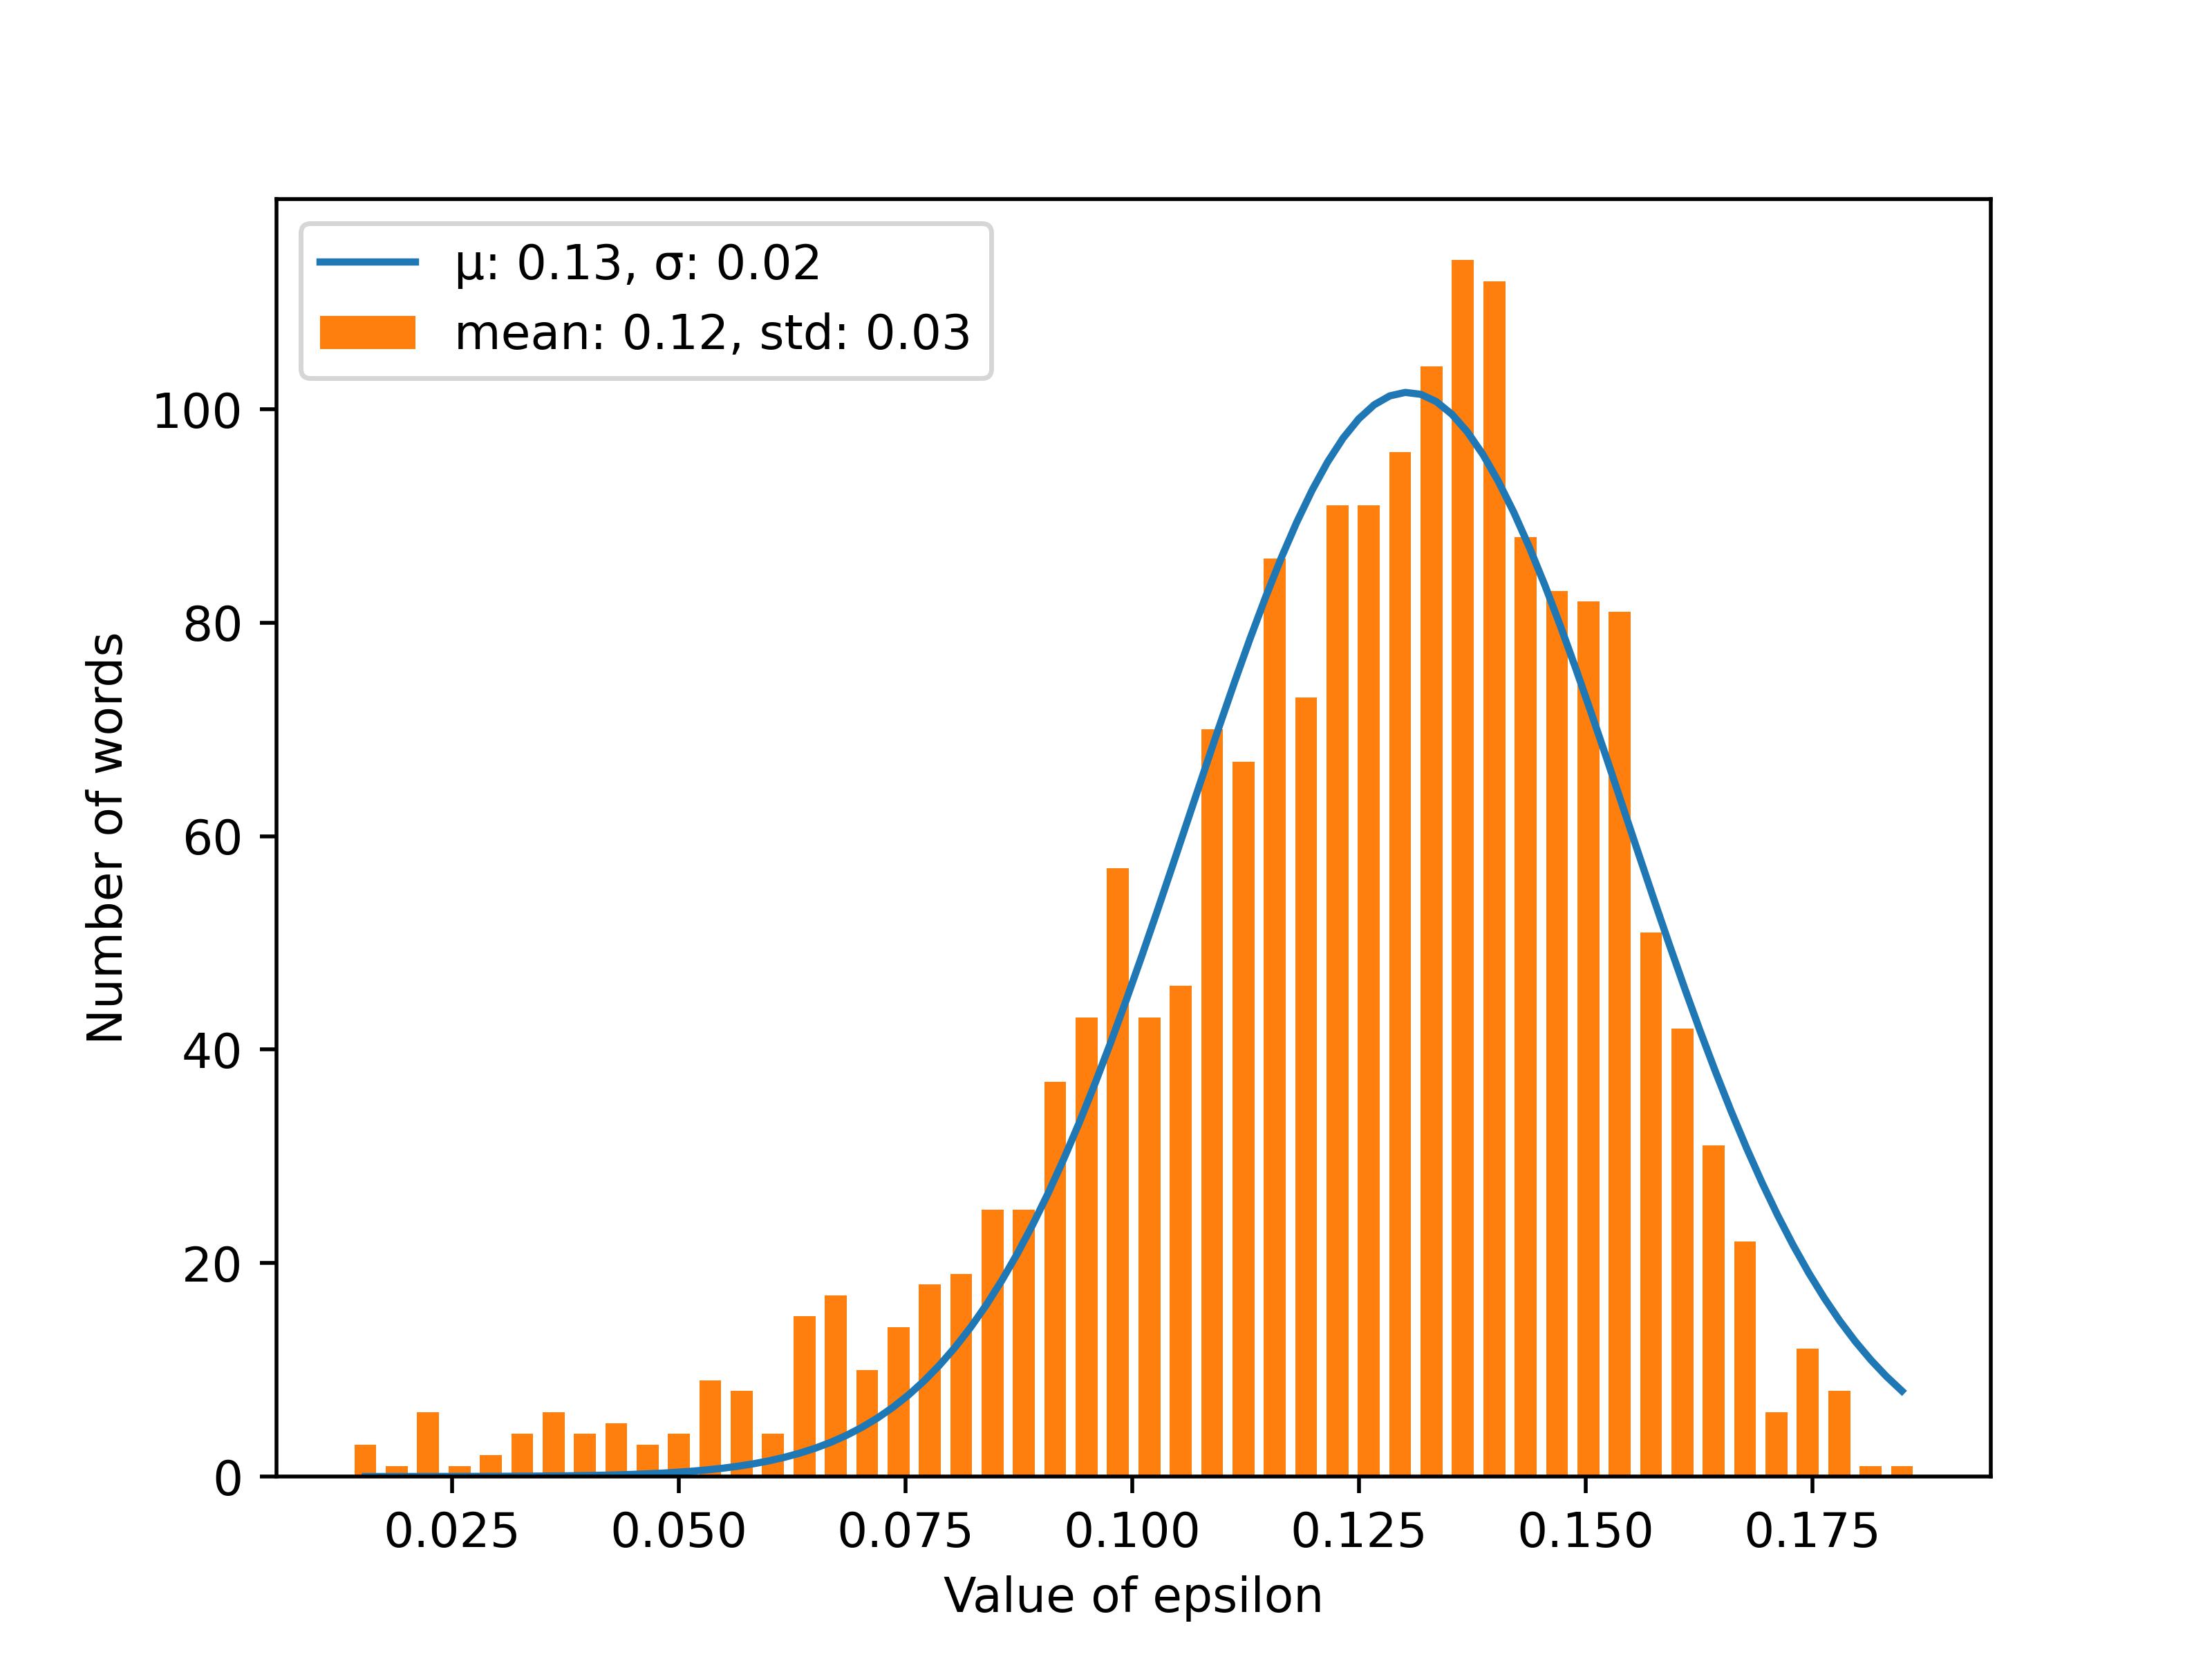 μ: 0.13, σ: 0.02
mean: 0.12, std: 0.03
100
80
60
40
20
0
Number of words
0.025 0.050 0.075 0.100 0.125 0.150 0.175
Value of epsilon